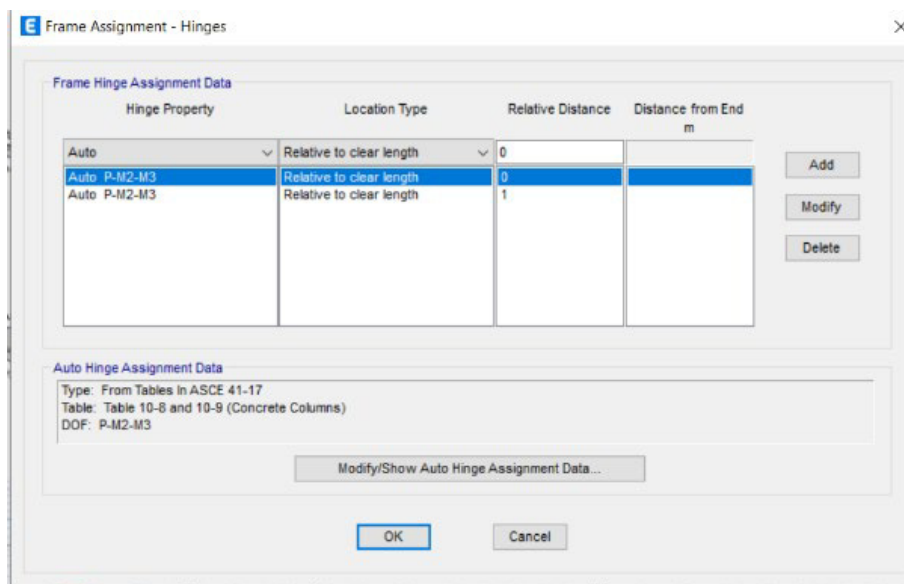 E Frame Assignment - Hinges
Frame Hinge Assignment Data
Hinge Property Location Type Relative Distance Distance from End
m
Auto Relative to clear length 0
Auto P-M2-M3 Relative to clear length 0
Auto P-M2-M3 Relative to clear length 1
Add
Modify
Delete
Auto Hinge Assignment Data
Type: From Tables In ASCE 41-17
Table: Table 10-8 and 10-9 (Concrete Columns)
DOF: P-M2-M3
Modify/Show Auto Hinge Assignment Data...
OK Cancel